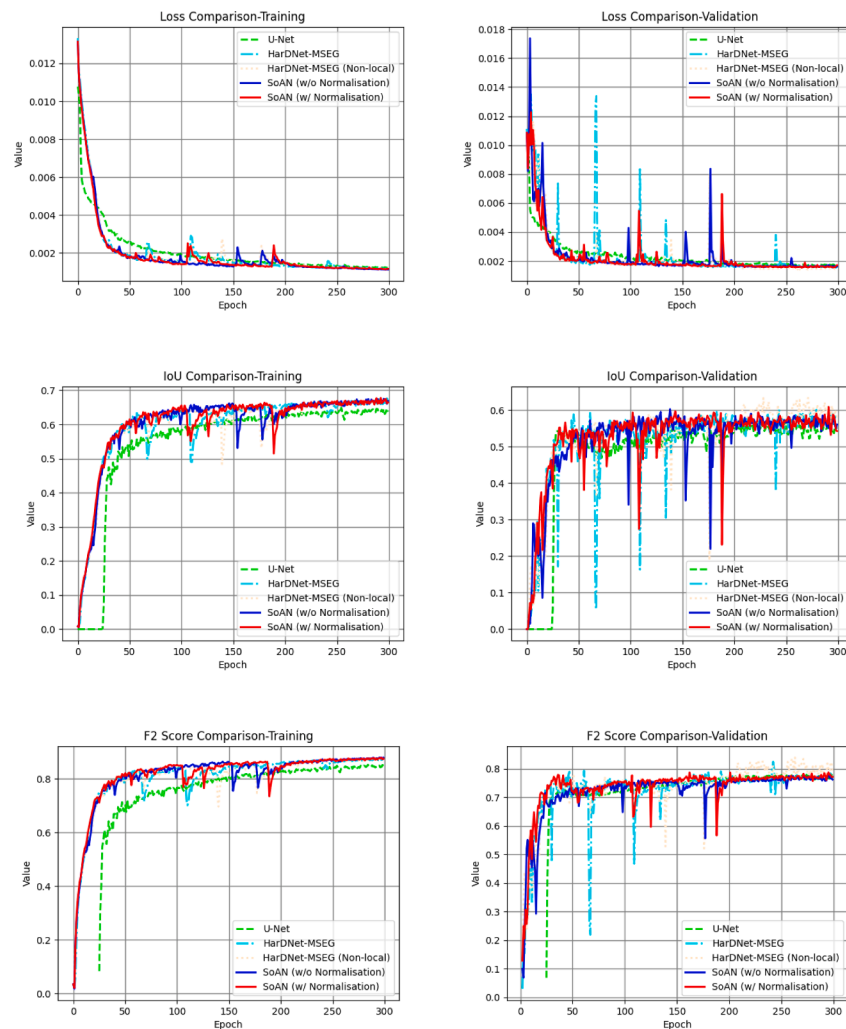 Loss Comparison-Training
Value
0.012
0.010
0.008
0.006
0.004
0.002
U-Net
HarDNet-MSEG
HarDNet-MSEG (Non-local)
SoAN (w/o Normalisation)
SoAN (w/ Normalisation)
0 50 100 150 200 250 300
Epoch
Loss Comparison-Validation
Value
0.018
0.016
0.014
0.012
0.010
0.008
0.006
0.004
0.002
U-Net
HarDNet-MSEG
HarDNet-MSEG (Non-local)
SoAN (w/o Normalisation)
SoAN (w/ Normalisation)
0 50 100 150 200 250 300
Epoch
IoU Comparison-Training
Value
0.7
0.6
0.5
0.4
0.3
0.2
0.1
0.0
U-Net
HarDNet-MSEG
HarDNet-MSEG (Non-local)
SoAN (w/o Normalisation)
SoAN (w/ Normalisation)
0 50 100 150 200 250 300
Epoch
IoU Comparison-Validation
Value
0.6
0.5
0.4
0.3
0.2
0.1
0.0
U-Net
HarDNet-MSEG
HarDNet-MSEG (Non-local)
SoAN (w/o Normalisation)
SoAN (w/ Normalisation)
0 50 100 150 200 250 300
Epoch
F2 Score Comparison-Training
Value
0.8
0.6
0.4
0.2
0.0
U-Net
HarDNet-MSEG
HarDNet-MSEG (Non-local)
SoAN (w/o Normalisation)
SoAN (w/ Normalisation)
0 50 100 150 200 250 300
Epoch
F2 Score Comparison-Validation
Value
0.8
0.7
0.6
0.5
0.4
0.3
0.2
0.1
0.0
U-Net
HarDNet-MSEG
HarDNet-MSEG (Non-local)
SoAN (w/o Normalisation)
SoAN (w/ Normalisation)
0 50 100 150 200 250 300
Epoch